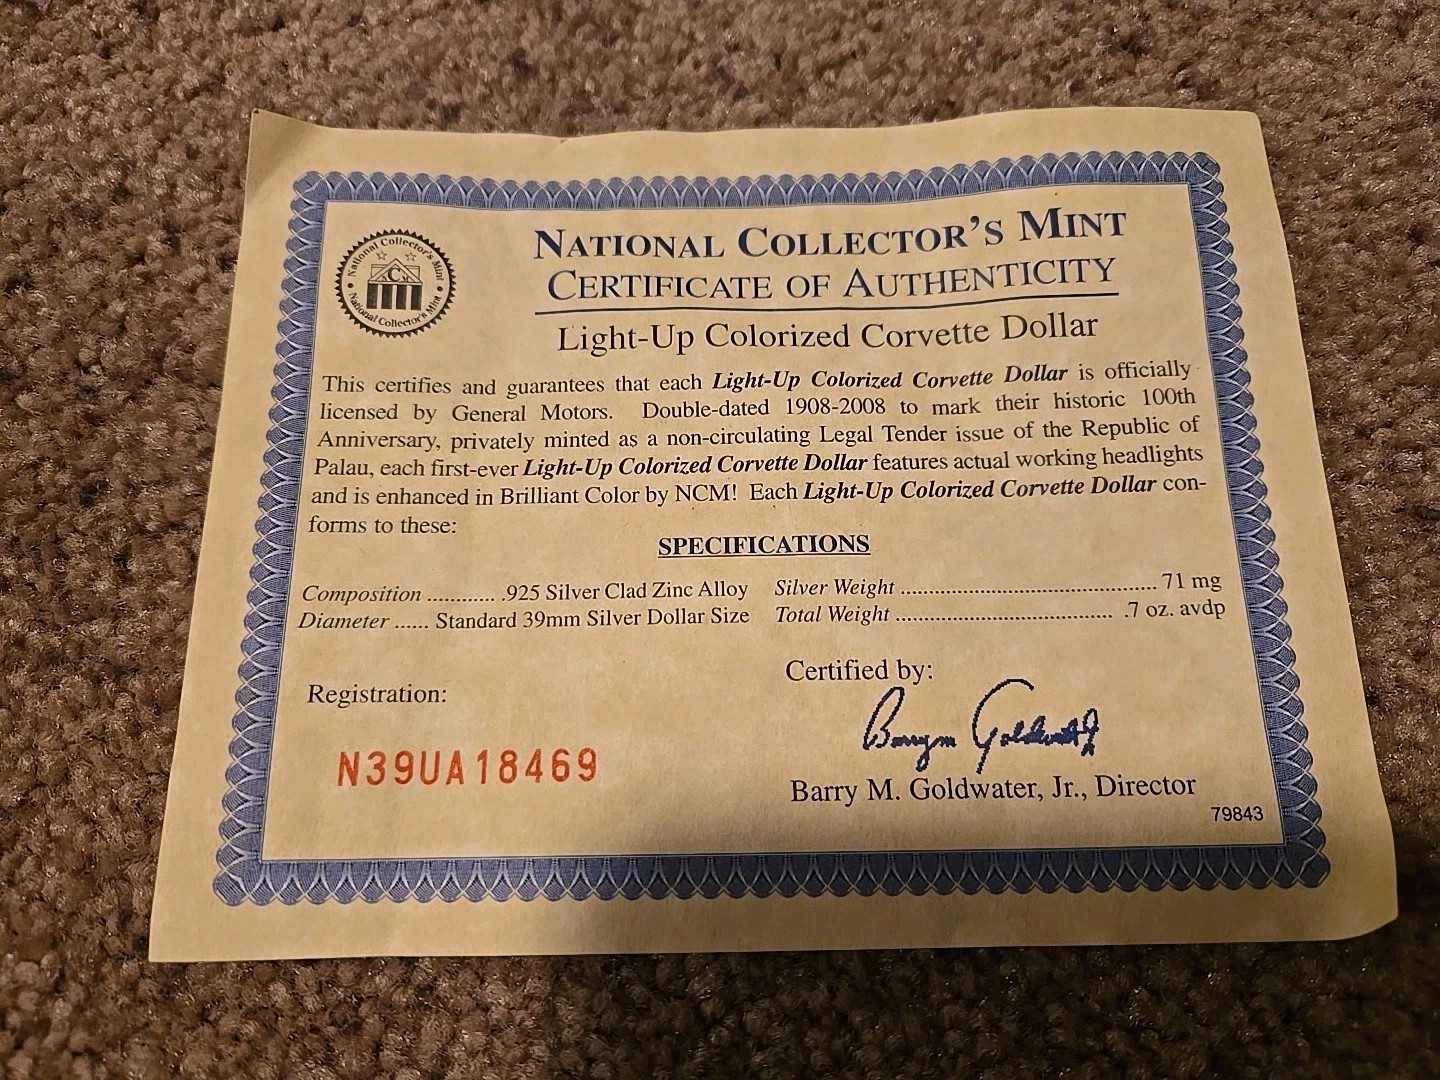 National Collector's Mint
C
National Collector's Mint
NATIONAL COLLECTOR'S MINT
CERTIFICATE OF AUTHENTICITY
Light-Up Colorized Corvette Dollar
This certifies and guarantees that each Light-Up Colorized Corvette Dollar is officially
licensed by General Motors. Double-dated 1908-2008 to mark their historic 100th
Anniversary, privately minted as a non-circulating Legal Tender issue of the Republic of
Palau, each first-ever Light-Up Colorized Corvette Dollar features actual working headlights
and is enhanced in Brilliant Color by NCM! Each Light-Up Colorized Corvette Dollar con-
forms to these:
SPECIFICATIONS
Composition ............ .925 Silver Clad Zinc Alloy Silver Weight ........................................... 71 mg
Diameter ...... Standard 39mm Silver Dollar Size Total Weight .................................... .7 oz. avdp
Certified by:
Registration:
Barry M Goldwater Jr
N39UA18469
Barry M. Goldwater, Jr., Director
79843